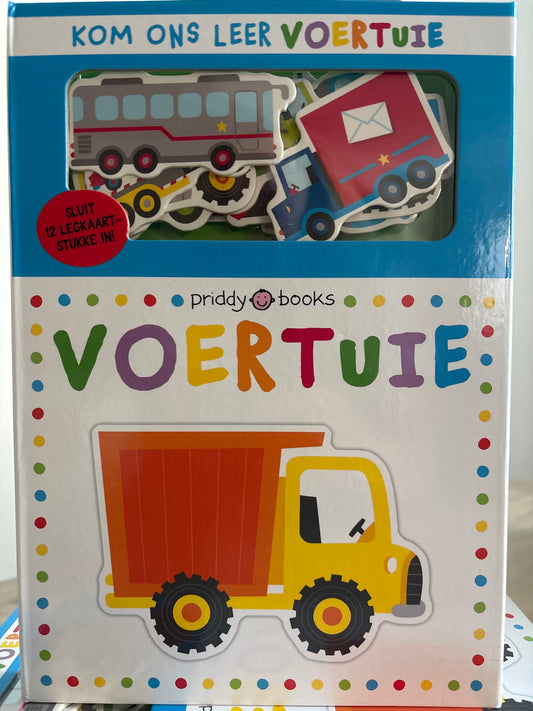 KOM ONS LEER VOERTUIE
SLUIT
12 LEGKAART-
STUKKE IN!
priddy books
VOERTUIE